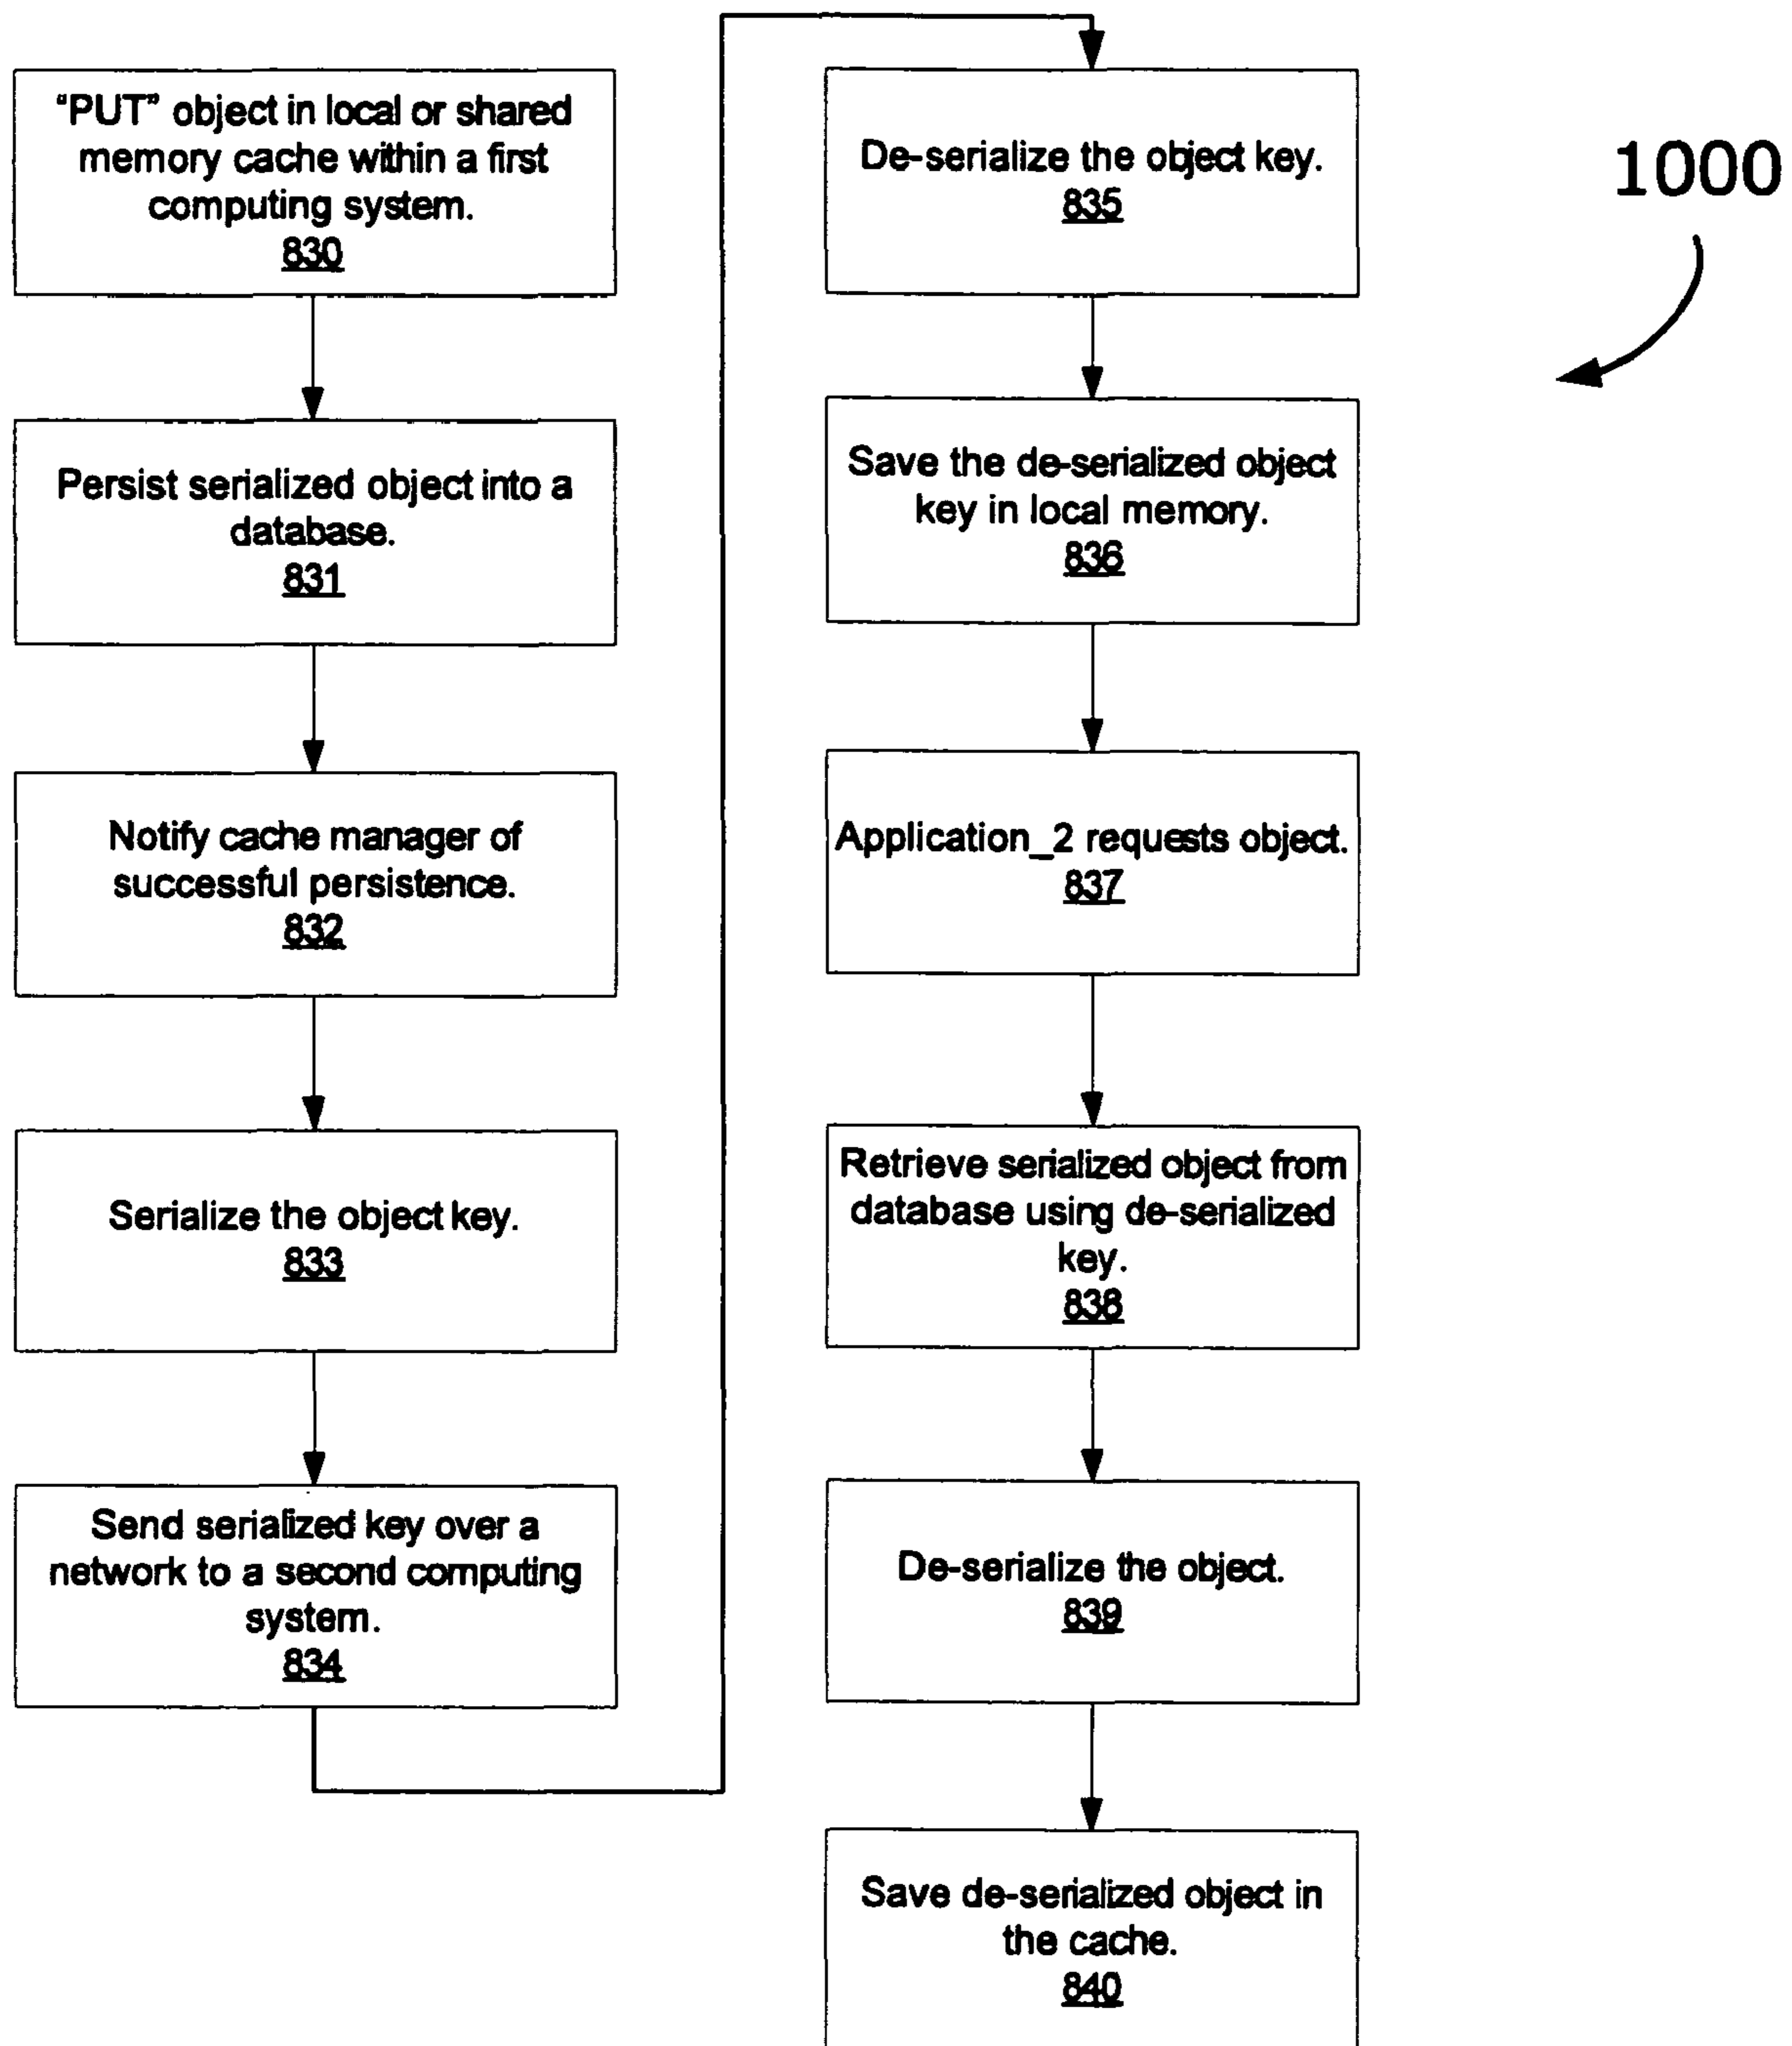 "PUT" object in local or shared
memory cache within a first
computing system.
830
Persist serialized object into a
database.
831
Notify cache manager of
successful persistence.
832
Serialize the object key.
833
Send serialized key over a
network to a second computing
system.
834
De-serialize the object key.
835
Save the de-serialized object
key in local memory.
836
Application_2 requests object.
837
Retrieve serialized object from
database using de-serialized
key.
838
De-serialize the object.
839
Save de-serialized object in
the cache.
840
1000